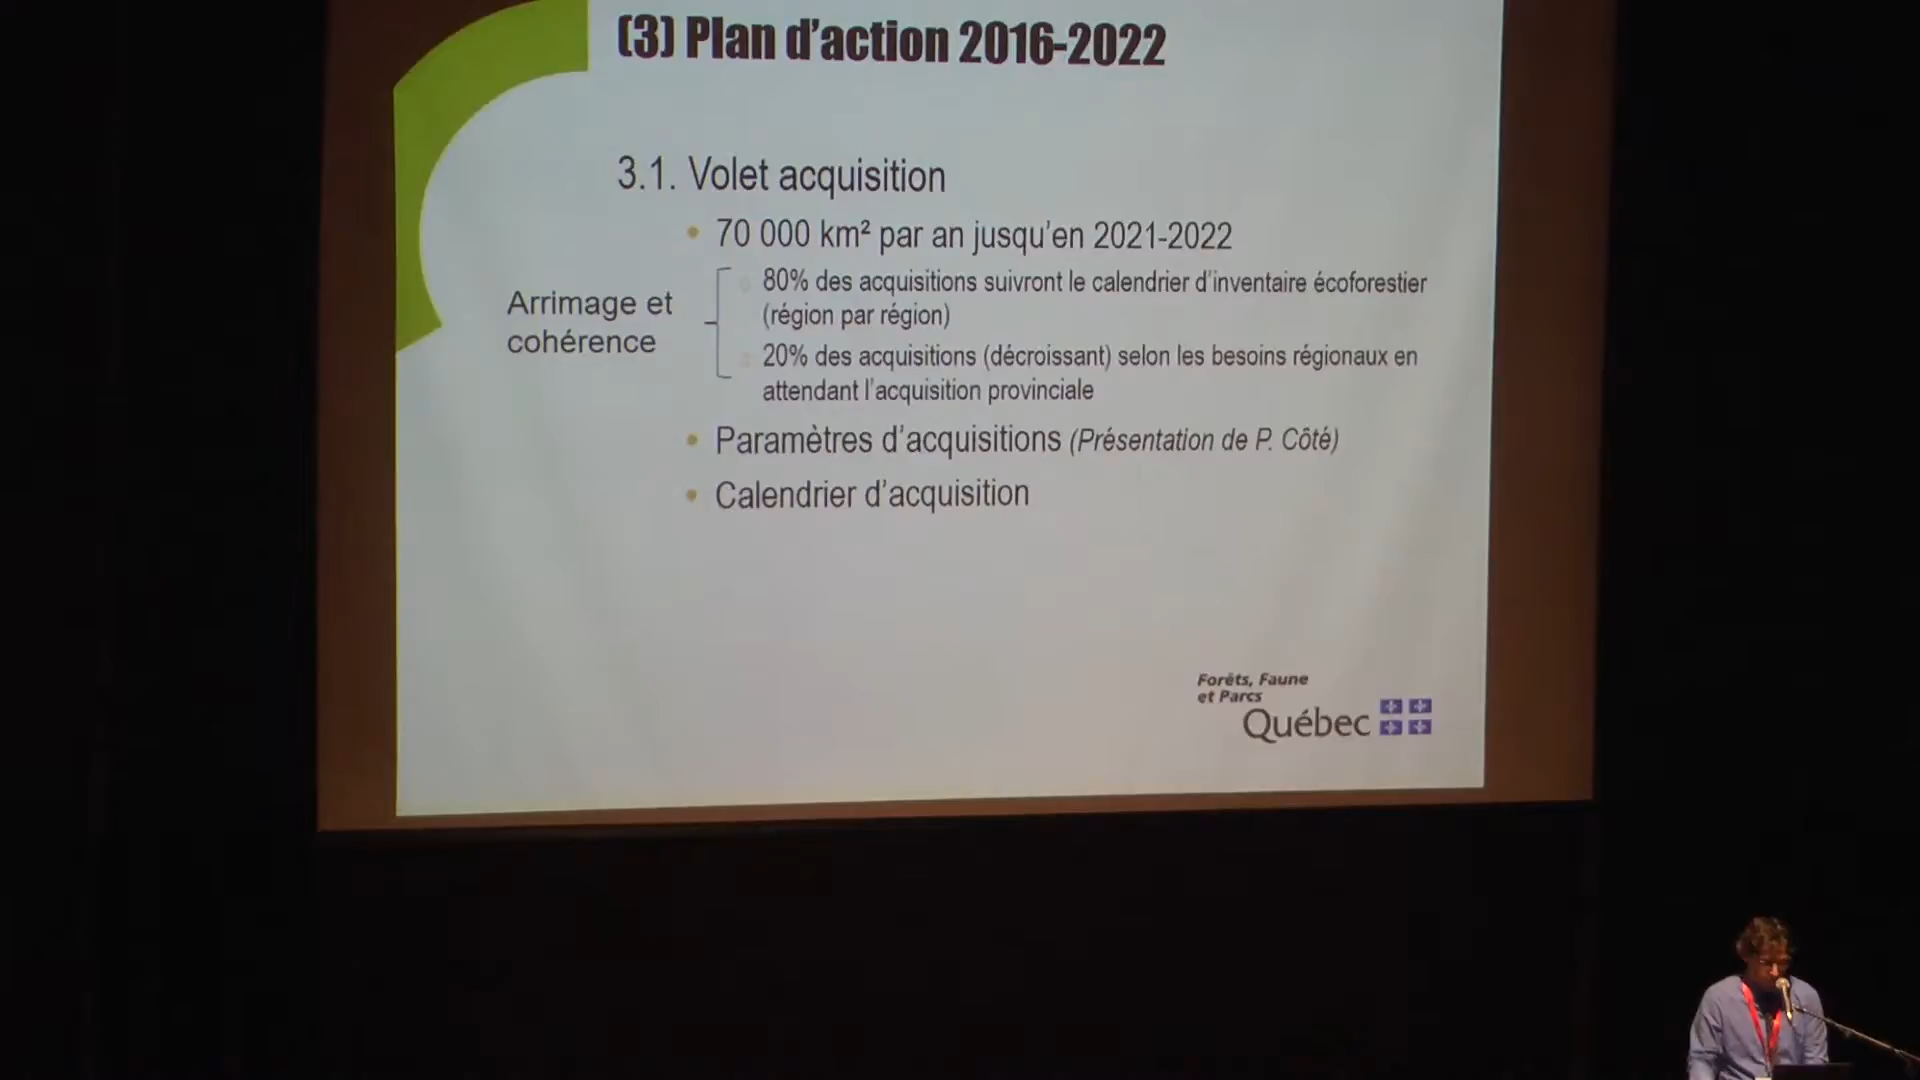 (3) Plan d'action 2016-2022
3.1. Volet acquisition
• 70 000 km² par an jusqu'en 2021-2022
Arrimage et
cohérence
80% des acquisitions suivront le calendrier d'inventaire écoforestier
(région par région)
20% des acquisitions (décroissant) selon les besoins régionaux en
attendant l'acquisition provinciale
• Paramètres d'acquisitions (Présentation de P. Côté)
• Calendrier d'acquisition
Forêts, Faune
et Parcs
Québec